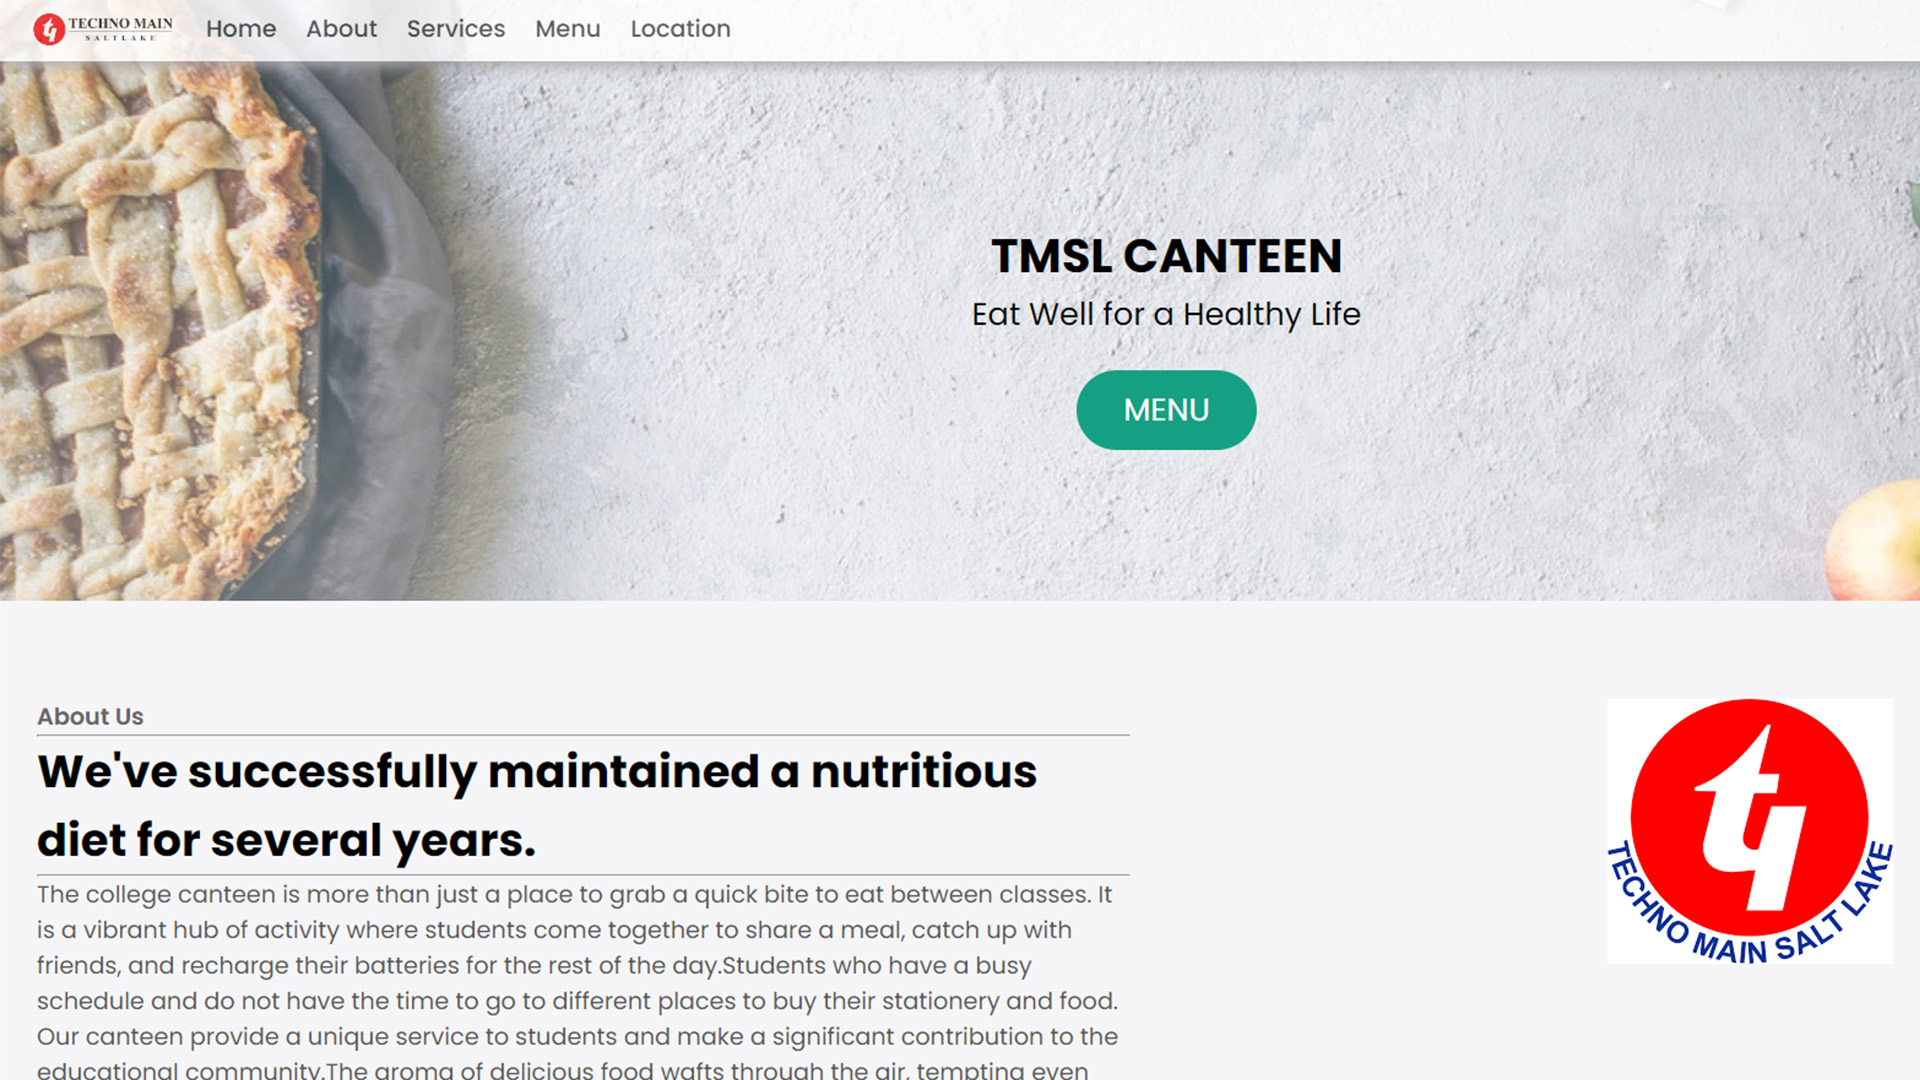 TECHNO MAIN
SALTLAKE
Home About Services Menu Location
TMSL CANTEEN
Eat Well for a Healthy Life
MENU
About Us
We've successfully maintained a nutritious
diet for several years.
The college canteen is more than just a place to grab a quick bite to eat between classes. It
is a vibrant hub of activity where students come together to share a meal, catch up with
friends, and recharge their batteries for the rest of the day.Students who have a busy
schedule and do not have the time to go to different places to buy their stationery and food.
Our canteen provide a unique service to students and make a significant contribution to the
educational community.The aroma of delicious food wafts through the air, tempting even
TECHNO MAIN SALT LAKE